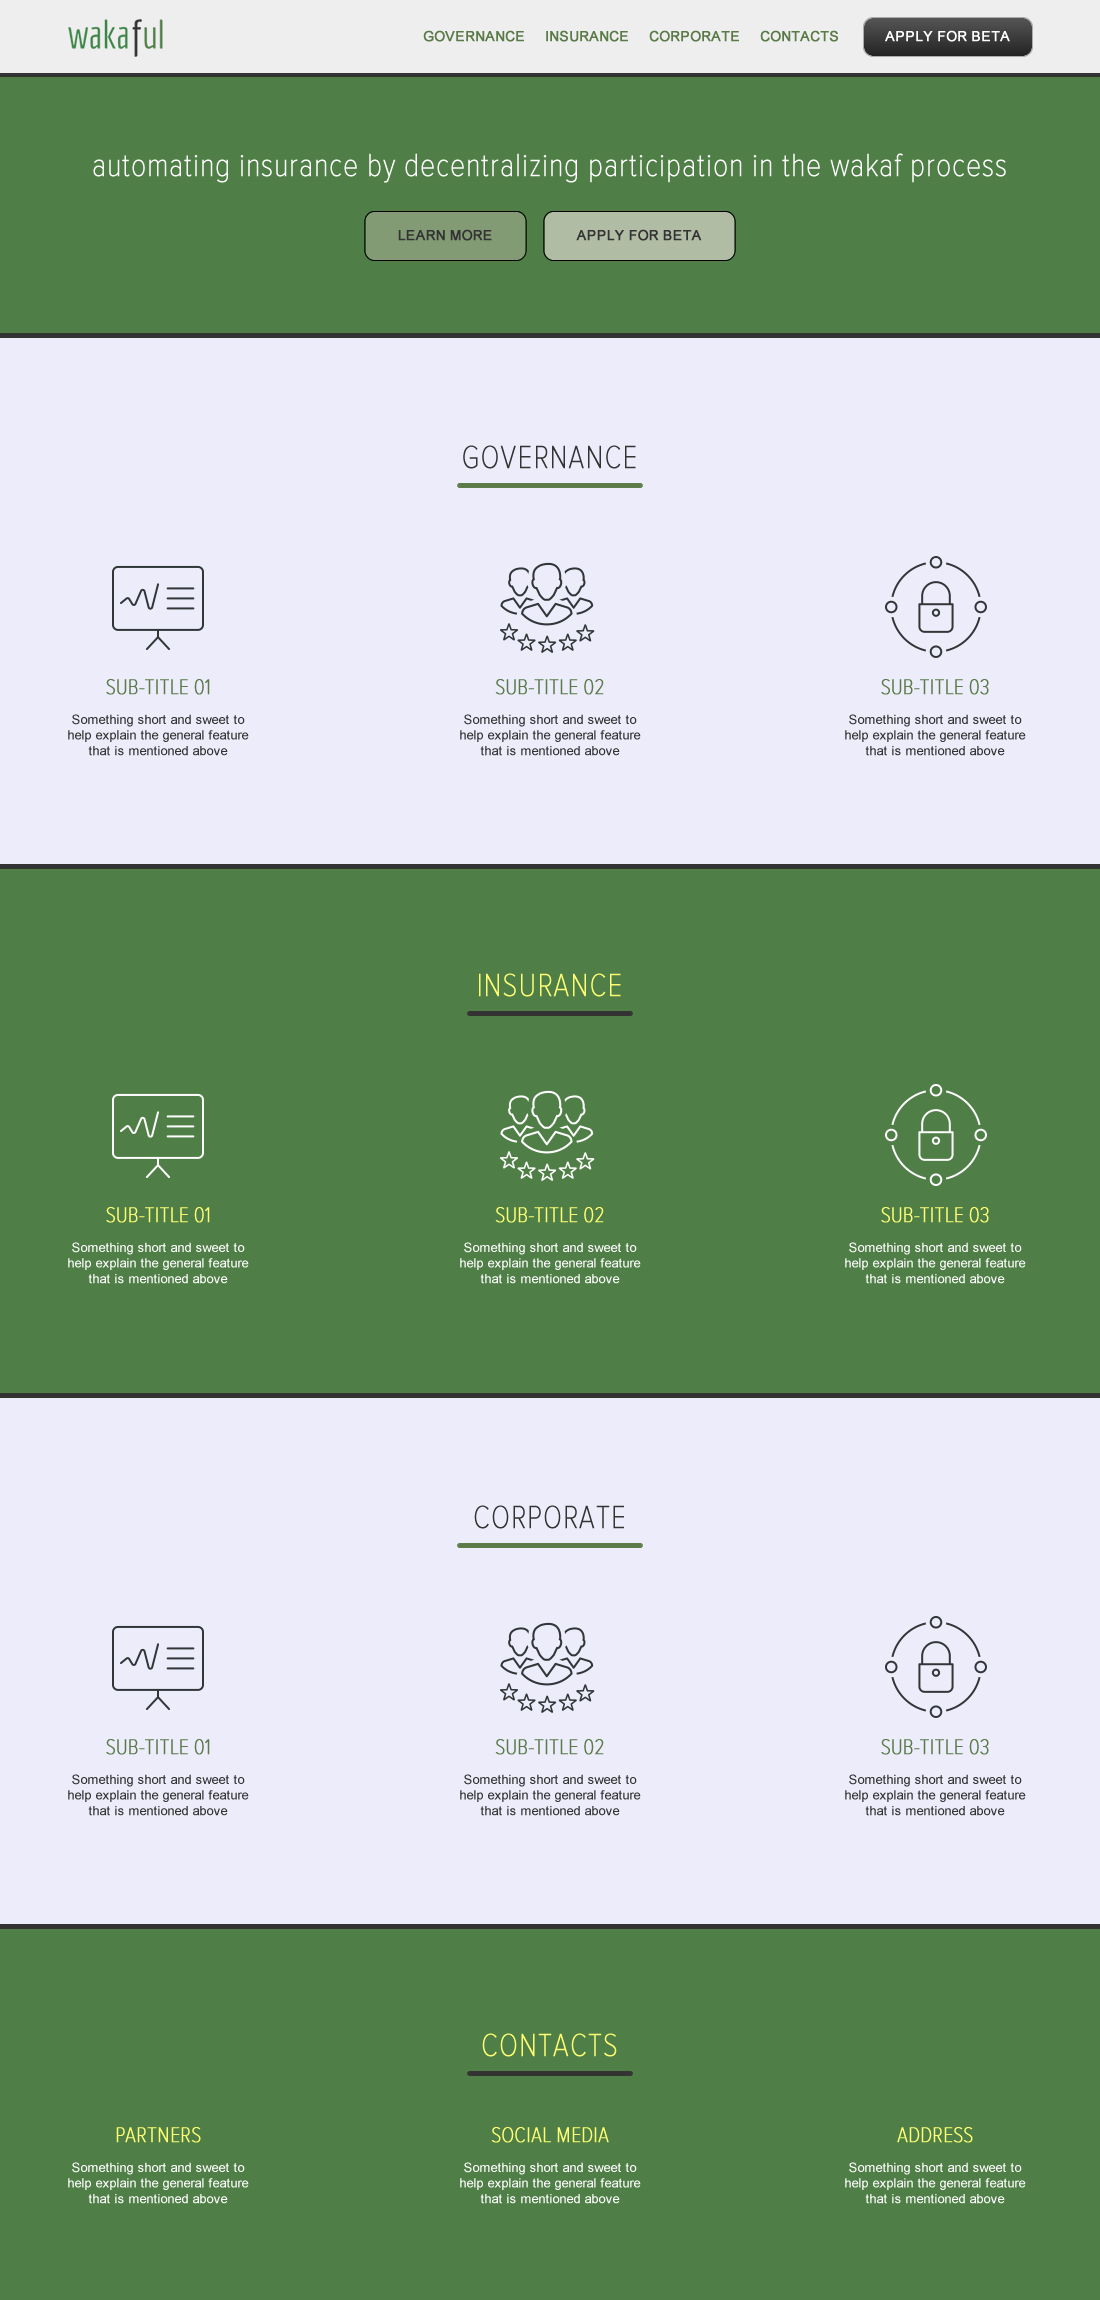 wakaful
GOVERNANCE INSURANCE CORPORATE CONTACTS APPLY FOR BETA
automating insurance by decentralizing participation in the wakaf process
LEARN MORE APPLY FOR BETA
GOVERNANCE
SUB-TITLE 01
Something short and sweet to
help explain the general feature
that is mentioned above
SUB-TITLE 02
Something short and sweet to
help explain the general feature
that is mentioned above
SUB-TITLE 03
Something short and sweet to
help explain the general feature
that is mentioned above
INSURANCE
SUB-TITLE 01
Something short and sweet to
help explain the general feature
that is mentioned above
SUB-TITLE 02
Something short and sweet to
help explain the general feature
that is mentioned above
SUB-TITLE 03
Something short and sweet to
help explain the general feature
that is mentioned above
CORPORATE
SUB-TITLE 01
Something short and sweet to
help explain the general feature
that is mentioned above
SUB-TITLE 02
Something short and sweet to
help explain the general feature
that is mentioned above
SUB-TITLE 03
Something short and sweet to
help explain the general feature
that is mentioned above
CONTACTS
PARTNERS
Something short and sweet to
help explain the general feature
that is mentioned above
SOCIAL MEDIA
Something short and sweet to
help explain the general feature
that is mentioned above
ADDRESS
Something short and sweet to
help explain the general feature
that is mentioned above